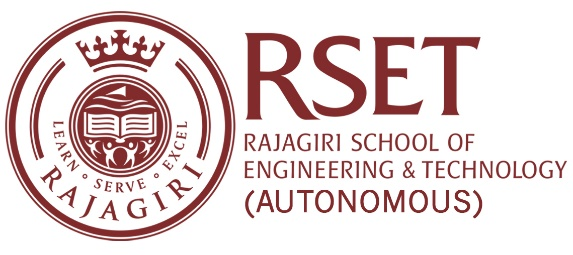 LEARN • SERVE • EXCEL
RAJAGIRI
RSET
RAJAGIRI SCHOOL OF
ENGINEERING & TECHNOLOGY
(AUTONOMOUS)